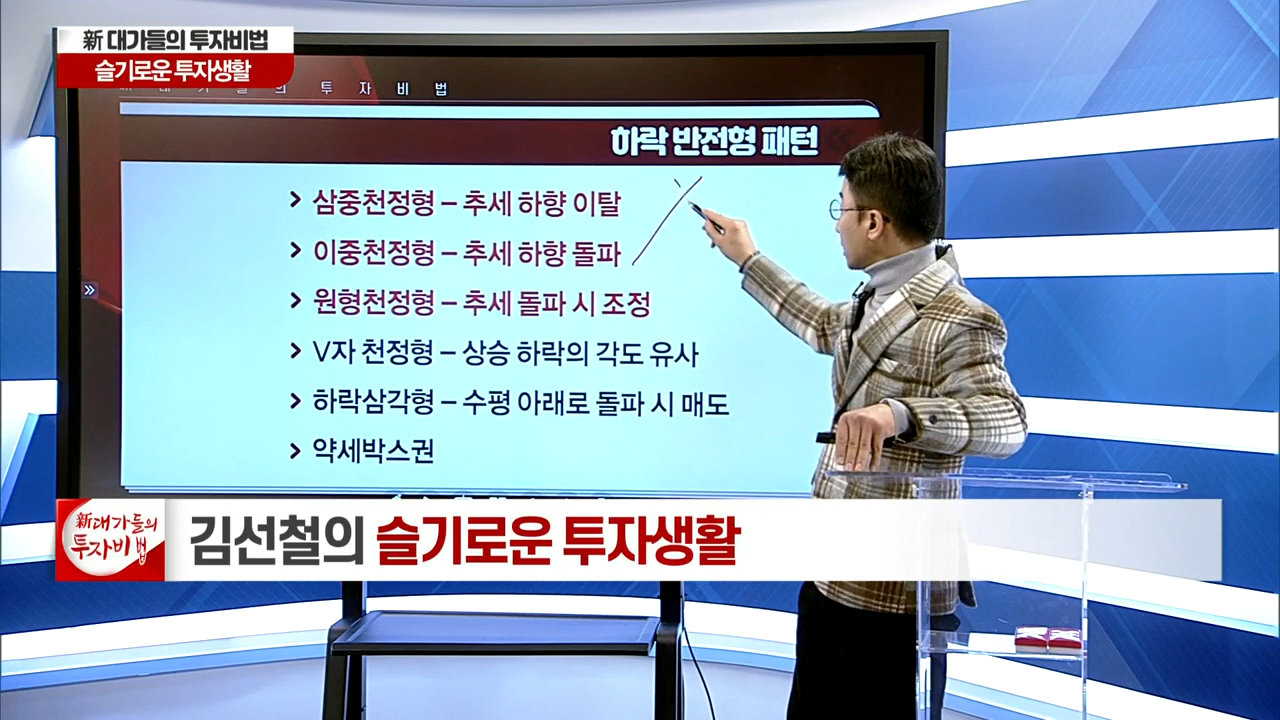 新 대가들의 투자비법
슬기로운 투자생활
대 가 들 의 투 자 비 법
하락 반전형 패턴
삼중천정형 – 추세 하향 이탈
이중천정형 – 추세 하향 돌파
원형천정형 – 추세 돌파 시 조정
V자 천정형 – 상승 하락의 각도 유사
하락삼각형 – 수평 아래로 돌파 시 매도
약세박스권
新대가들의
투자비법
김선철의 슬기로운 투자생활